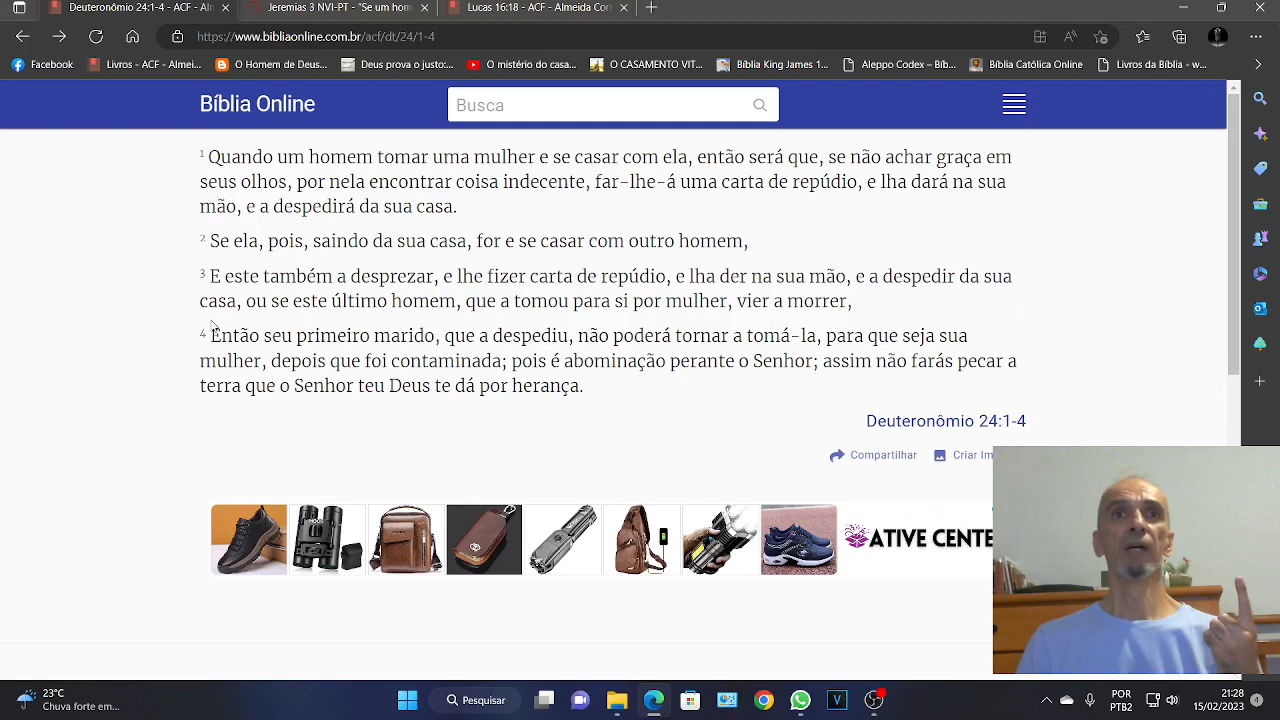 Deuteronômio 24:1-4 - ACF - Alm
Jeremias 3 NVI-PT - "Se um hom
Lucas 16:18 - ACF - Almeida Corr
https://www.bibliaonline.com.br/acf/dt/24/1-4
Facebook
Livros - ACF - Almei...
O Homem de Deus...
Deus prova o justo:...
O mistério do casa...
O CASAMENTO VIT...
Bíblia King James 1...
Aleppo Codex – Bíb...
Bíblia Católica Online
Livros da Bíblia - w...
Bíblia Online
Busca
1 Quando um homem tomar uma mulher e se casar com ela, então será que, se não achar graça em
seus olhos, por nela encontrar coisa indecente, far-lhe-á uma carta de repúdio, e lha dará na sua
mão, e a despedirá da sua casa.
2 Se ela, pois, saindo da sua casa, for e se casar com outro homem,
3 E este também a desprezar, e lhe fizer carta de repúdio, e lha der na sua mão, e a despedir da sua
casa, ou se este último homem, que a tomou para si por mulher, vier a morrer,
4 Então seu primeiro marido, que a despediu, não poderá tornar a tomá-la, para que seja sua
mulher, depois que foi contaminada; pois é abominação perante o Senhor; assim não farás pecar a
terra que o Senhor teu Deus te dá por herança.
Deuteronômio 24:1-4
Compartilhar
Criar Im
ATIVE CENTE
23°C
Chuva forte em...
Pesquisar
POR
PTB2
21:28
15/02/2023
4